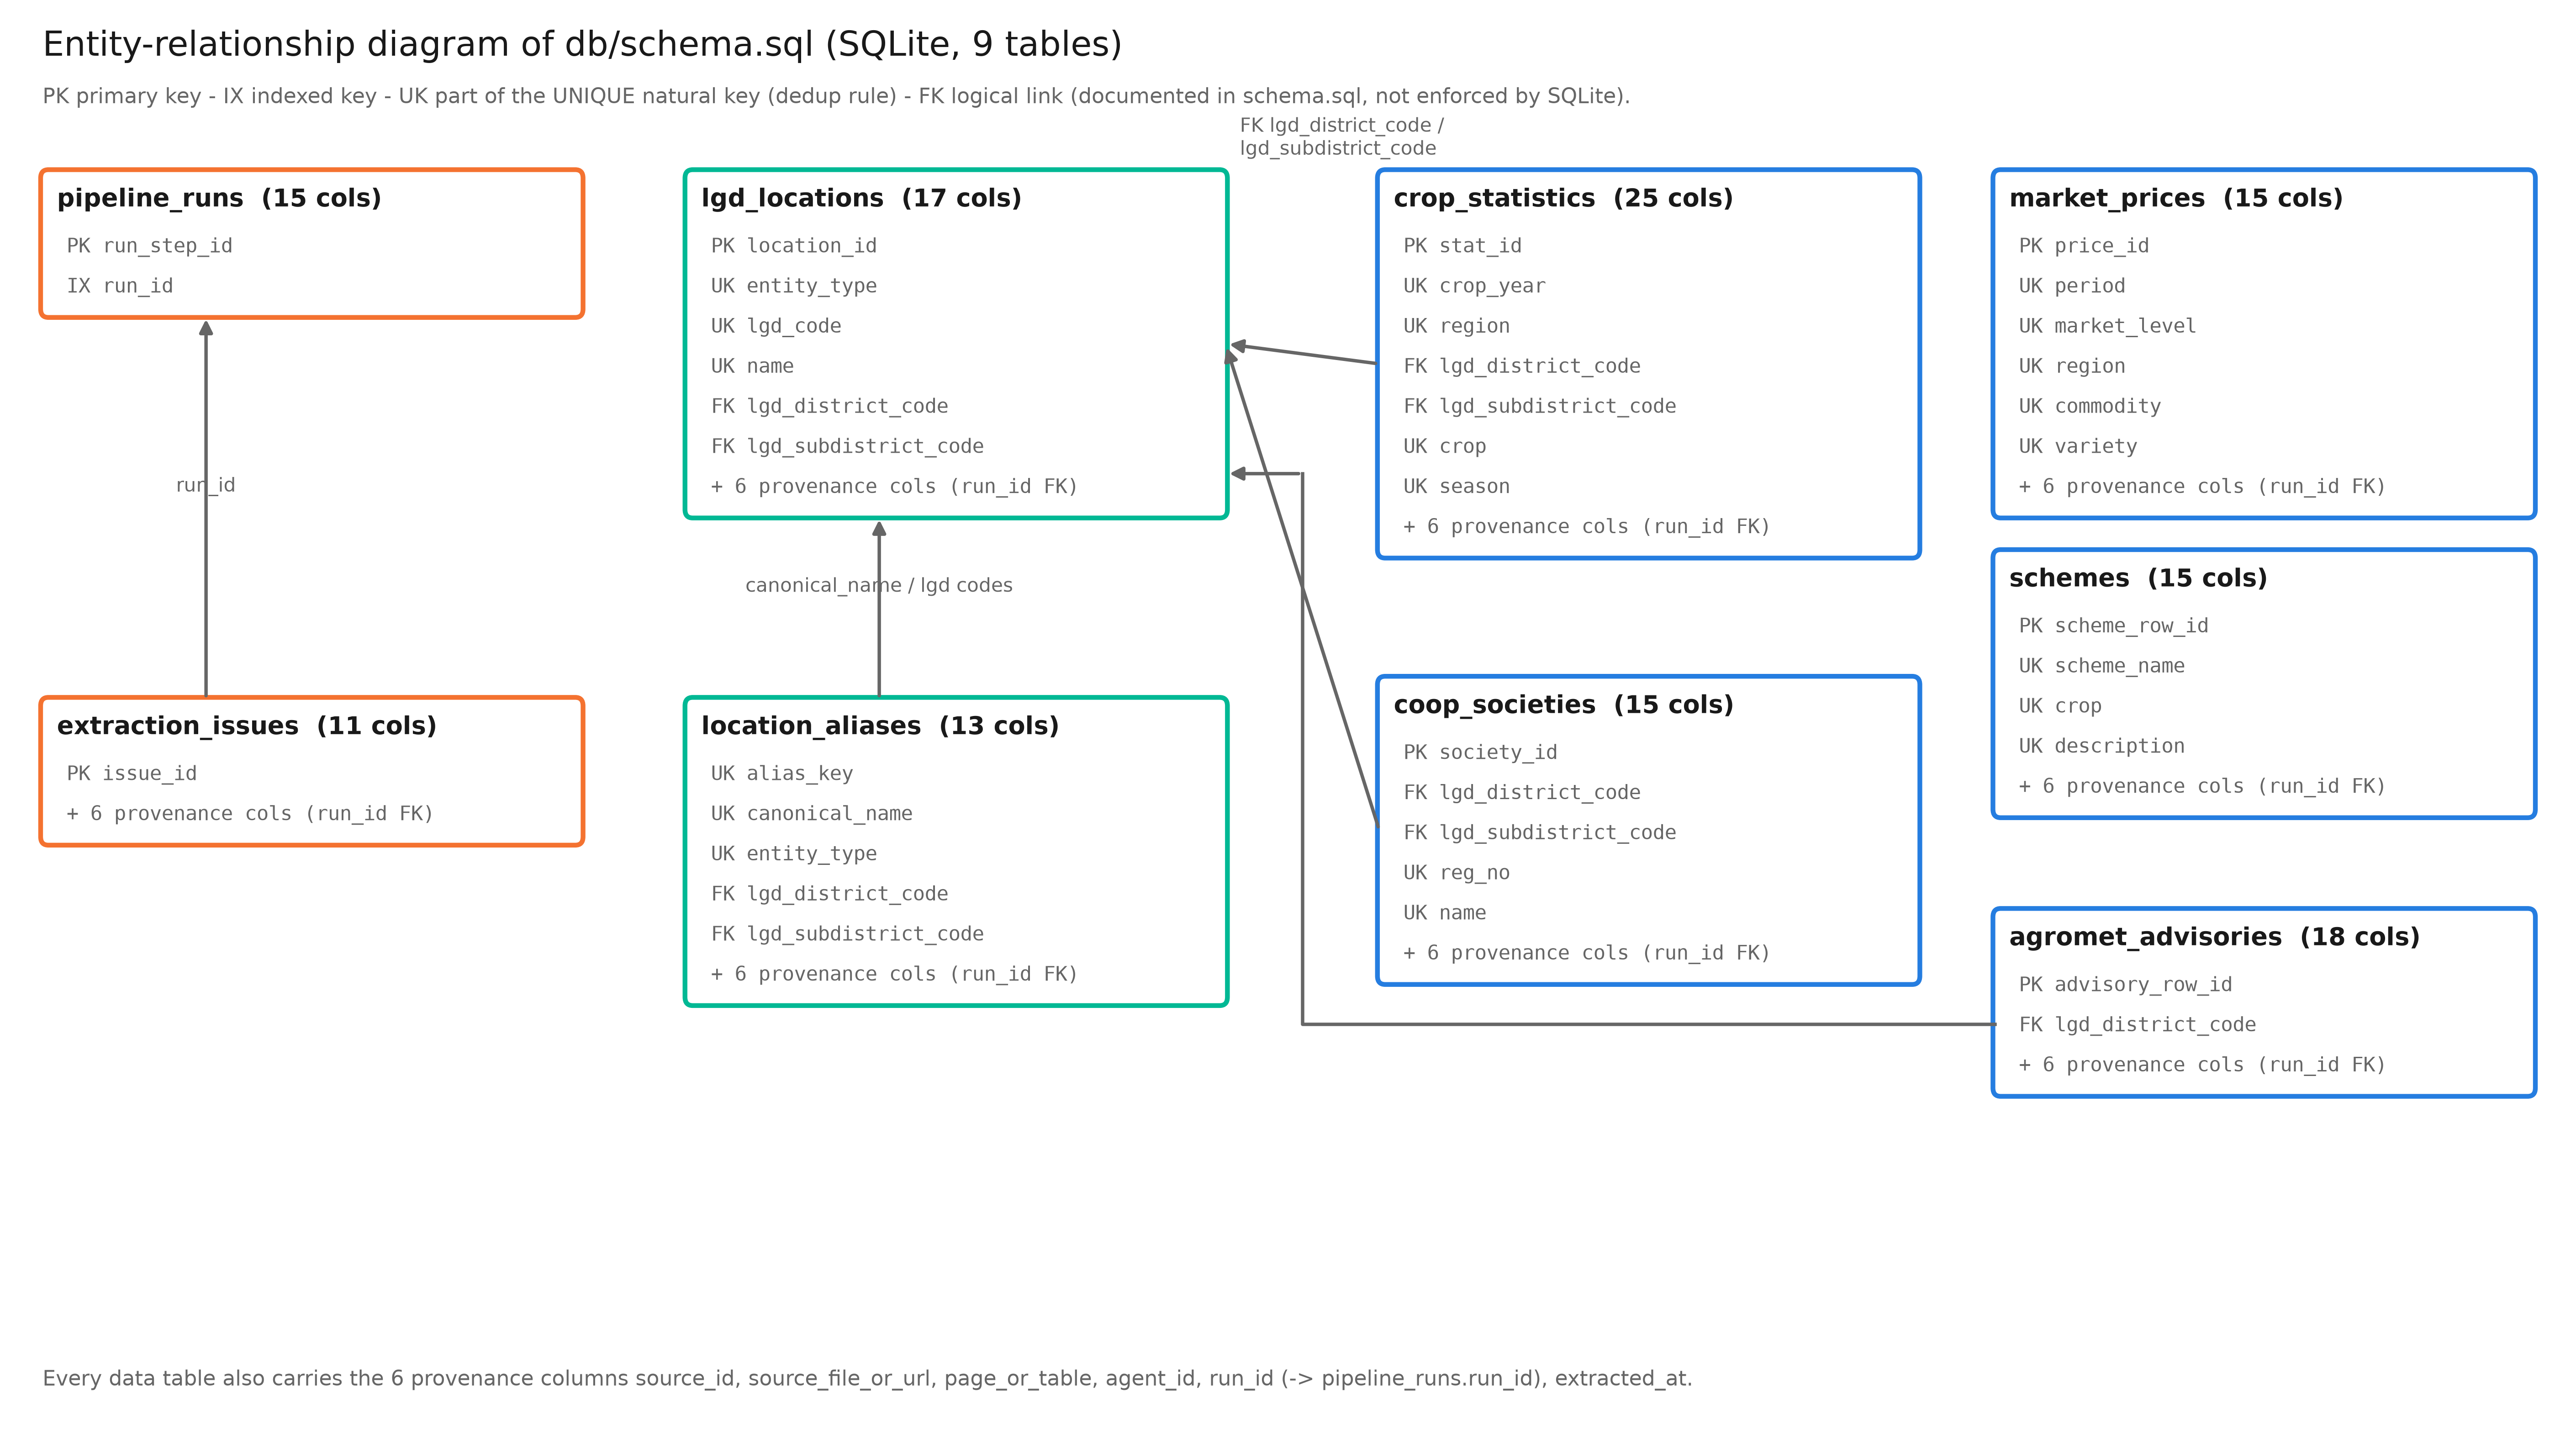 Entity-relationship diagram of db/schema.sql (SQLite, 9 tables)
PK primary key - IX indexed key - UK part of the UNIQUE natural key (dedup rule) - FK logical link (documented in schema.sql, not enforced by SQLite).
FK lgd_district_code /
lgd_subdistrict_code
pipeline_runs (15 cols)
PK run_step_id
IX run_id
run_id
extraction_issues (11 cols)
PK issue_id
+ 6 provenance cols (run_id FK)
lgd_locations (17 cols)
PK location_id
UK entity_type
UK lgd_code
UK name
FK lgd_district_code
FK lgd_subdistrict_code
+ 6 provenance cols (run_id FK)
canonical_name / lgd codes
location_aliases (13 cols)
UK alias_key
UK canonical_name
UK entity_type
FK lgd_district_code
FK lgd_subdistrict_code
+ 6 provenance cols (run_id FK)
crop_statistics (25 cols)
PK stat_id
UK crop_year
UK region
FK lgd_district_code
FK lgd_subdistrict_code
UK crop
UK season
+ 6 provenance cols (run_id FK)
coop_societies (15 cols)
PK society_id
FK lgd_district_code
FK lgd_subdistrict_code
UK reg_no
UK name
+ 6 provenance cols (run_id FK)
market_prices (15 cols)
PK price_id
UK period
UK market_level
UK region
UK commodity
UK variety
+ 6 provenance cols (run_id FK)
schemes (15 cols)
PK scheme_row_id
UK scheme_name
UK crop
UK description
+ 6 provenance cols (run_id FK)
agromet_advisories (18 cols)
PK advisory_row_id
FK lgd_district_code
+ 6 provenance cols (run_id FK)
Every data table also carries the 6 provenance columns source_id, source_file_or_url, page_or_table, agent_id, run_id (-> pipeline_runs.run_id), extracted_at.